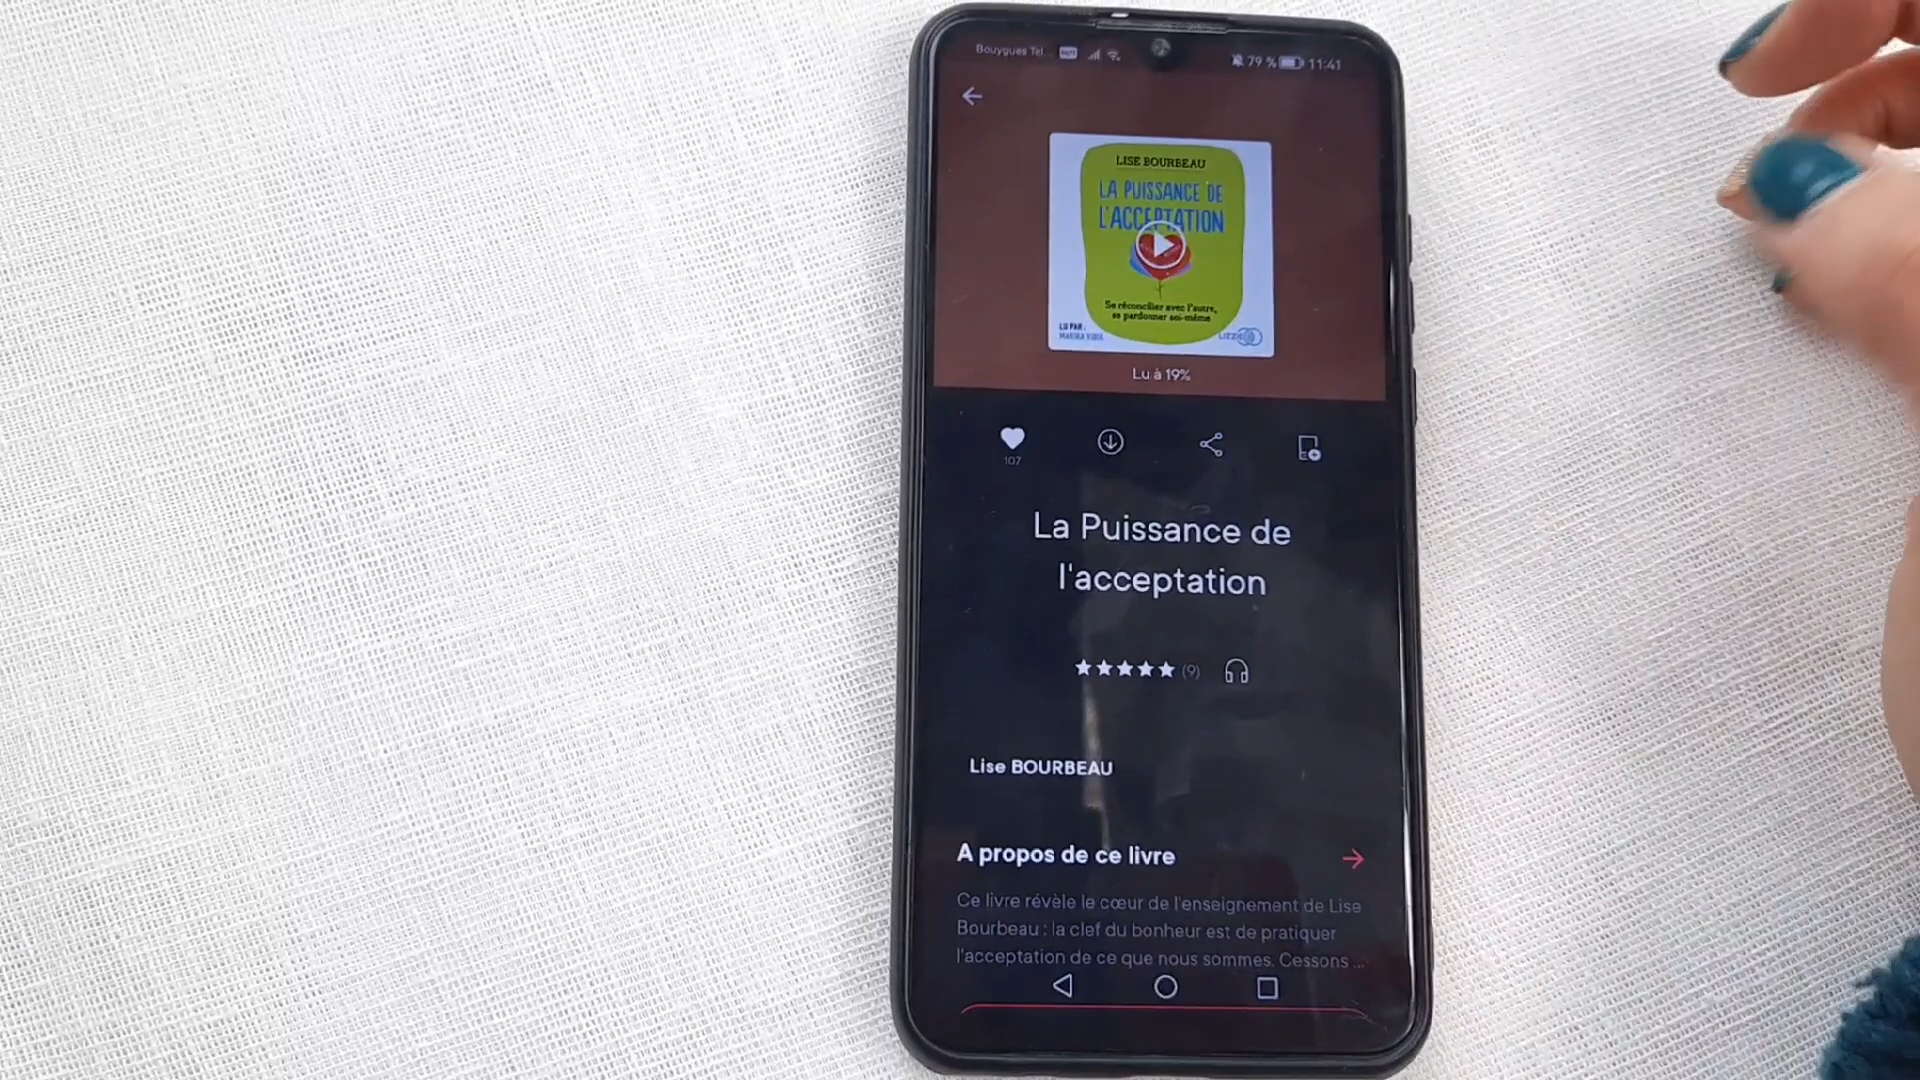 Bouygues Tel.
79 %
11:41
LISE BOURBEAU
LA PUISSANCE DE
L'ACCEPTATION
Se réconcilier avec l'autre,
se pardonner soi-même
LU PAR :
LIZZIE
Lu à 19%
107
La Puissance de
l'acceptation
(9)
Lise BOURBEAU
A propos de ce livre
Ce livre révèle le cœur de l'enseignement de Lise
Bourbeau : la clef du bonheur est de pratiquer
l'acceptation de ce que nous sommes. Cessons ...